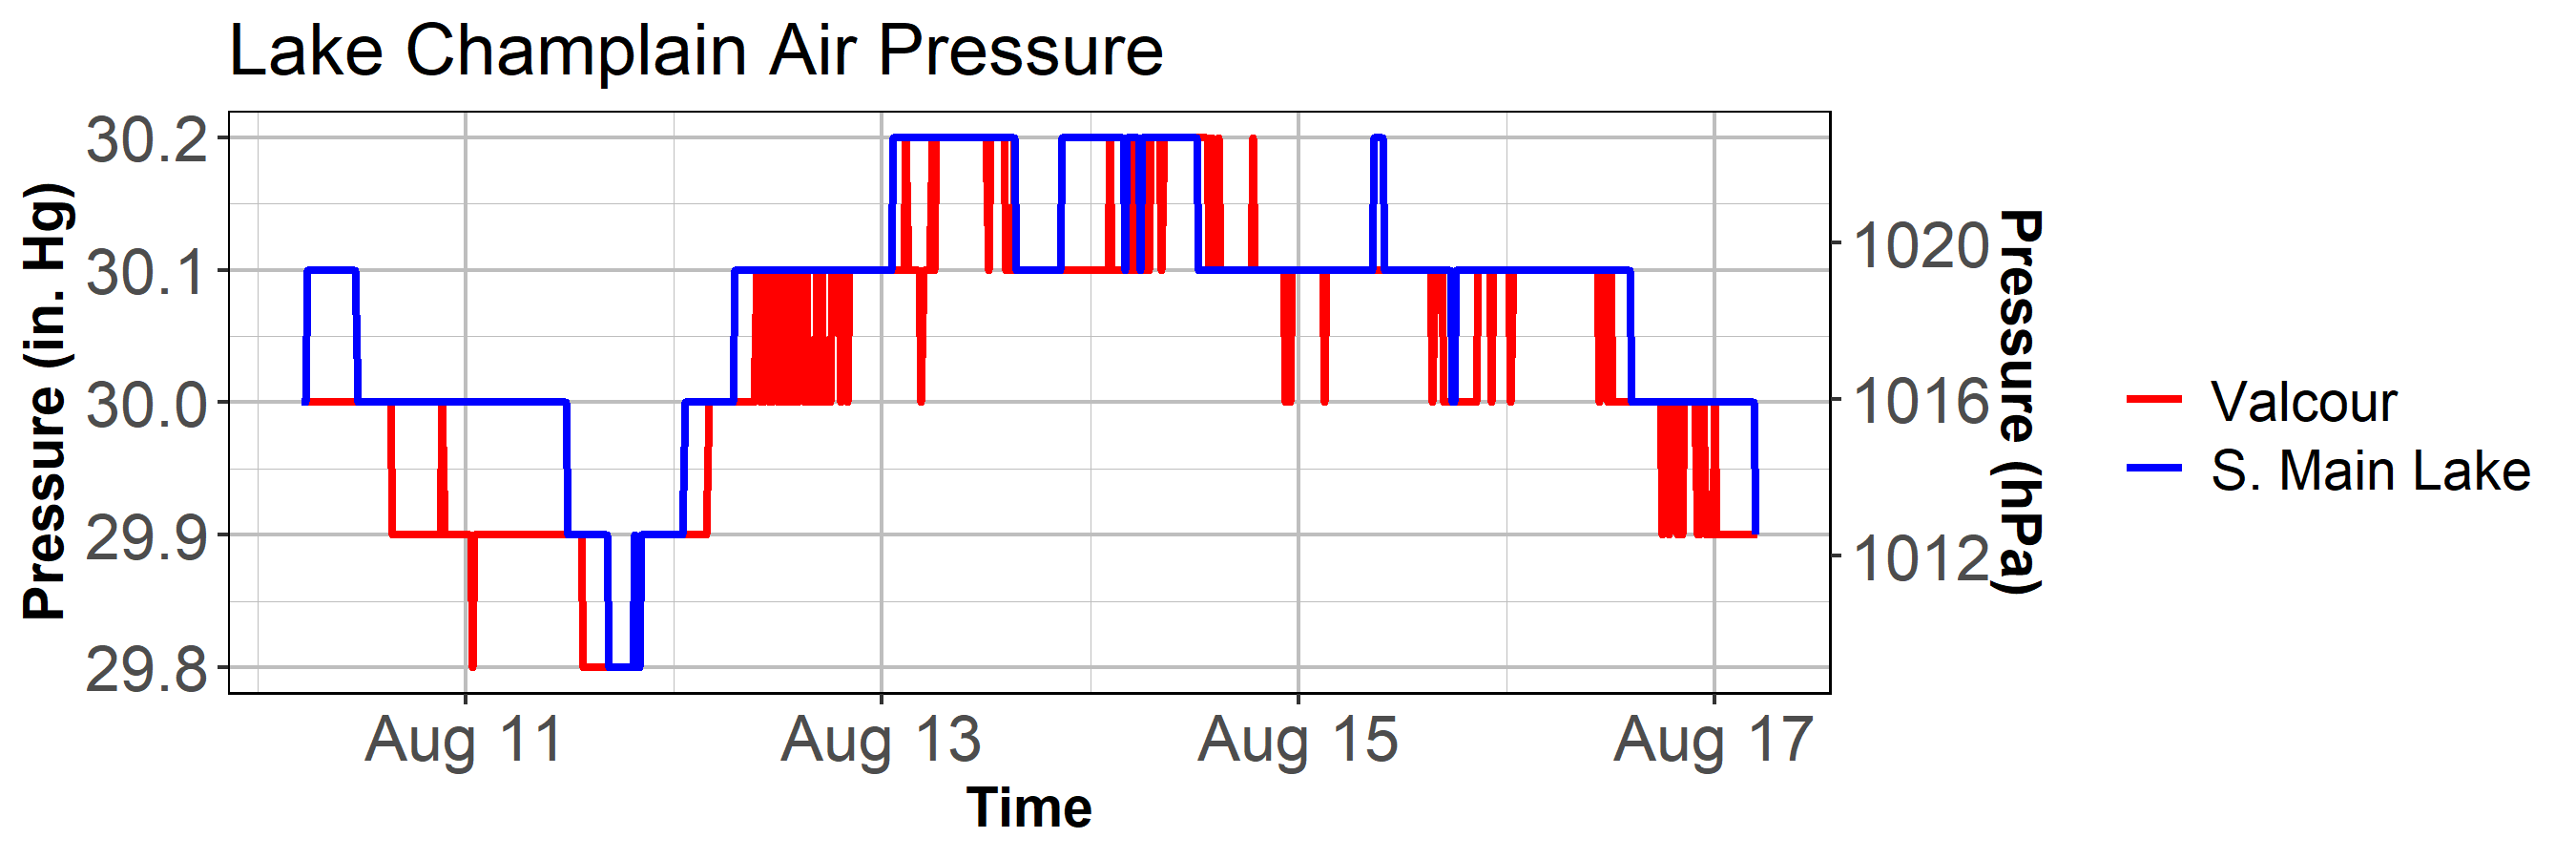 Lake Champlain Air Pressure
30.2
30.1
30.0
29.9
29.8
Pressure (in. Hg)
1020
1016
1012
Pressure (hPa)
Aug 11
Aug 13
Aug 15
Aug 17
Time
Valcour
S. Main Lake